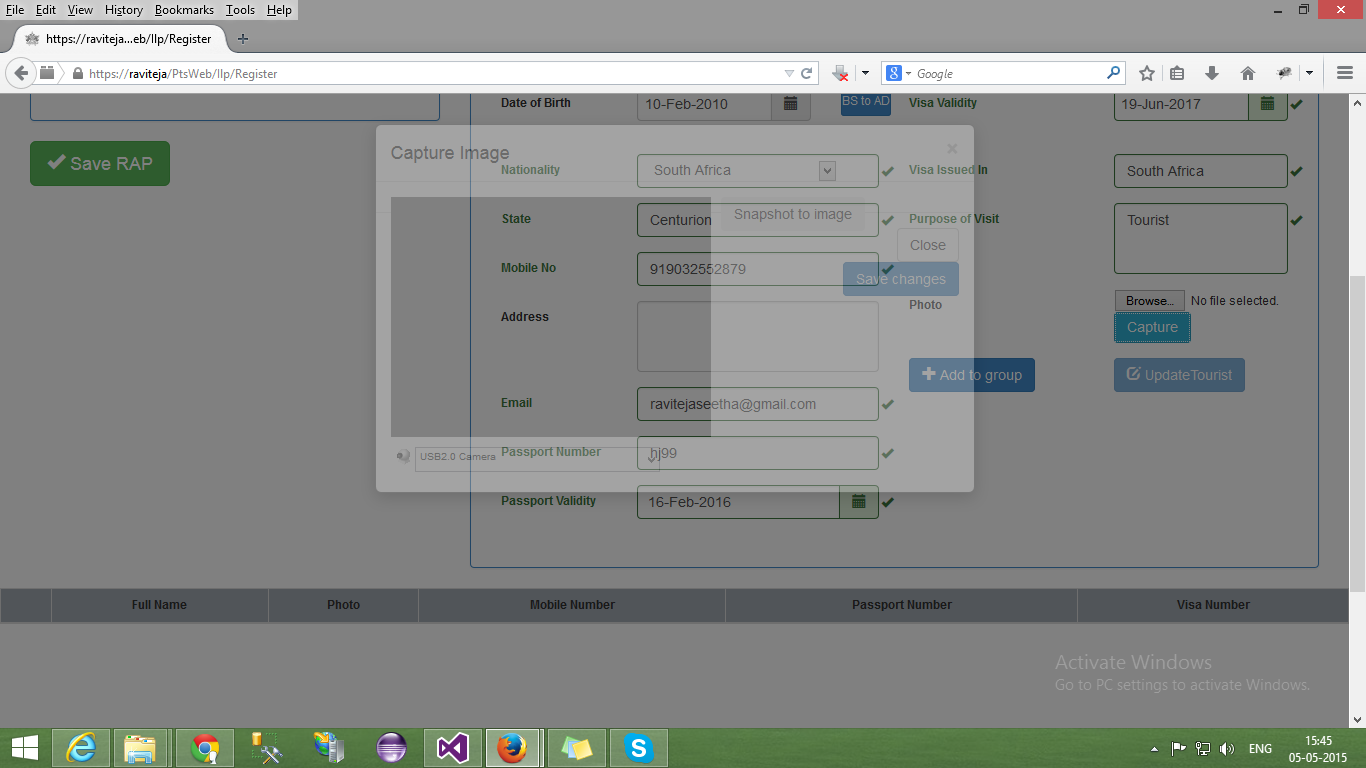 File Edit View History Bookmarks Tools Help
https://raviteja...eb/llp/Register
https://raviteja/PtsWeb/llp/Register
Google
Date of Birth 10-Feb-2010 BS to AD Visa Validity 19-Jun-2017
Save RAP
Capture Image ×
Nationality South Africa Visa Issued In South Africa
State Centurion Snapshot to image Purpose of Visit Tourist
Close
Mobile No 919032552879 Save changes
Address Photo Browse... No file selected.
Capture
Add to group UpdateTourist
Email ravitejaseetha@gmail.com
Passport Number hj99
USB2.0 Camera
Passport Validity 16-Feb-2016
Full Name Photo Mobile Number Passport Number Visa Number
Activate Windows
Go to PC settings to activate Windows.
ENG 15:45
05-05-2015